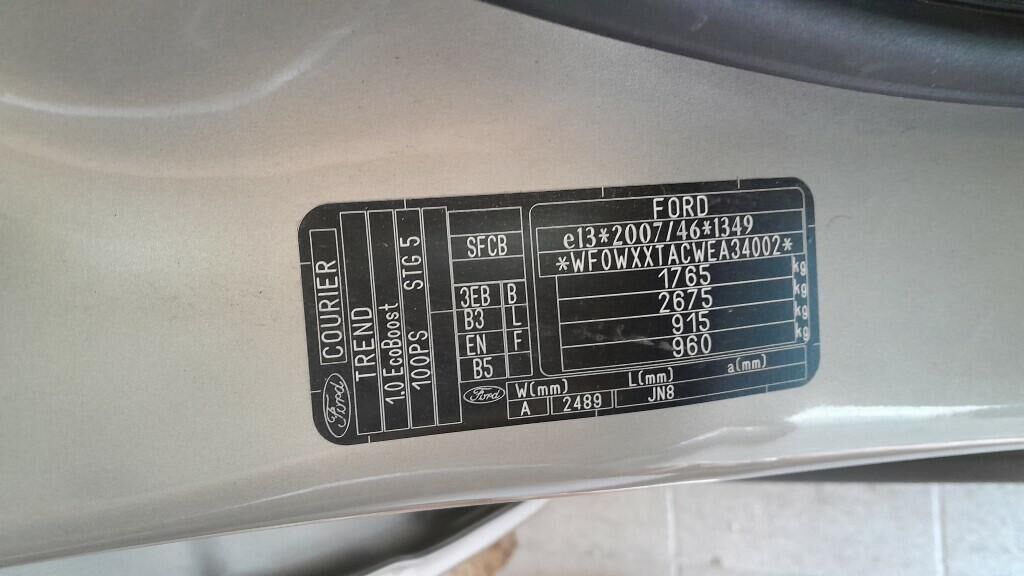 Ford
COURIER
TREND
1.0 EcoBoost
100PS STG 5
SFCB
3EB B
B3 L
EN F
B5
FORD
e13*2007/46*1349
*WF0WXXTACWEA34002*
1765 kg
2675 kg
915 kg
960 kg
Ford
W(mm) L(mm) a(mm)
A 2489 JN8